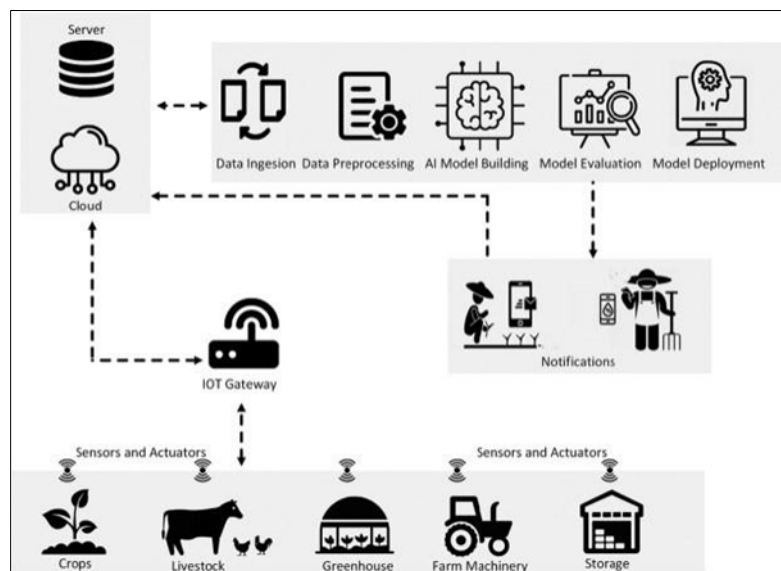 Server
Cloud
Data Ingesion
Data Preprocessing
AI Model Building
Model Evaluation
Model Deployment
Notifications
IOT Gateway
Sensors and Actuators
Sensors and Actuators
Crops
Livestock
Greenhouse
Farm Machinery
Storage